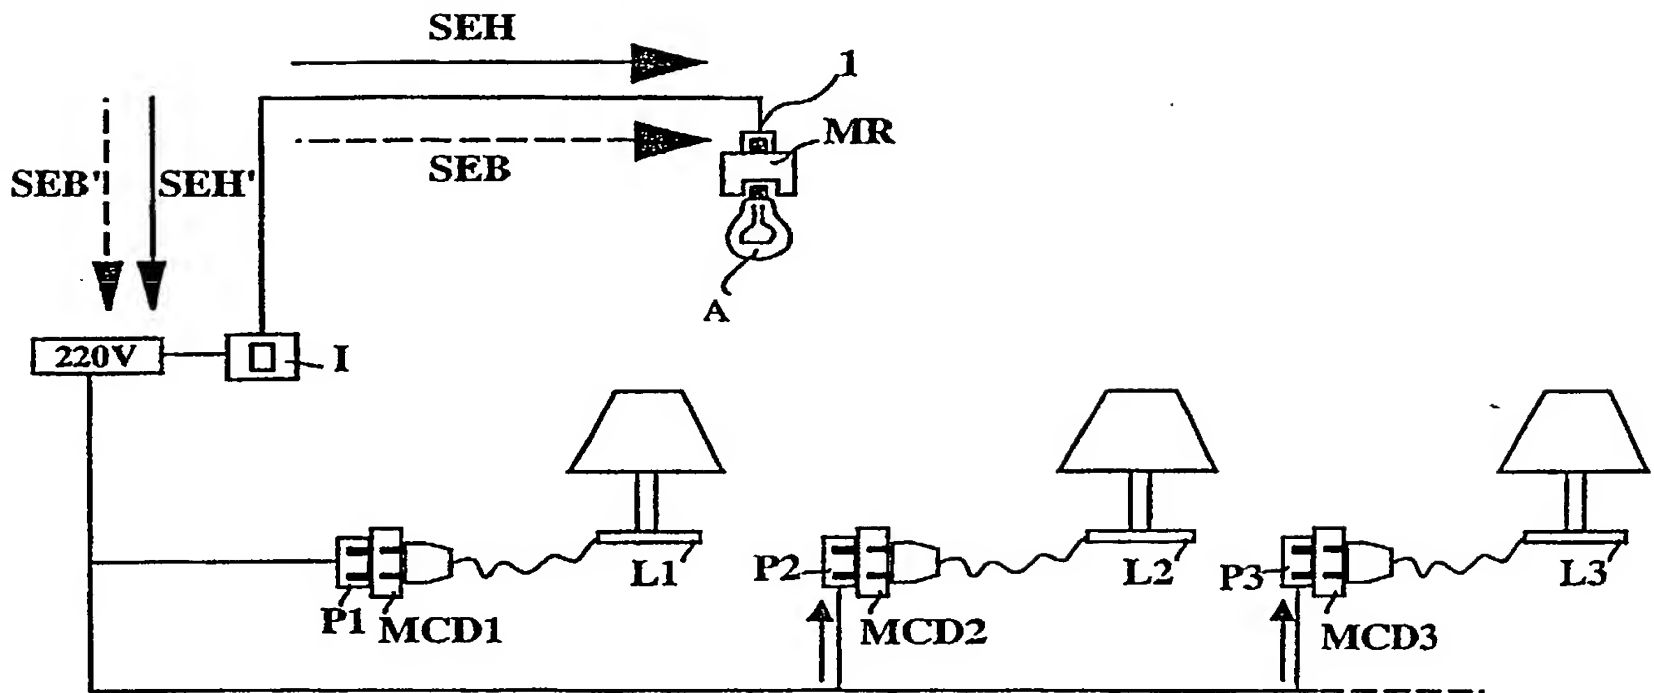 SEH
1
MR
SEB
SEB'
SEH'
A
220V
I
L1
P2
L2
P3
L3
P1
MCD1
MCD2
MCD3